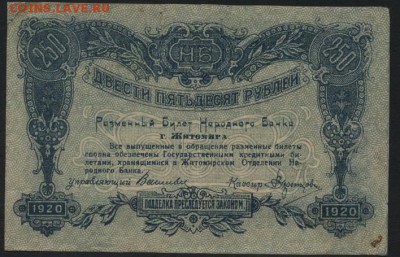 COINS.LAVE.RU
250 НБ 250
ДВЕСТИ ПЯТЬДЕСЯТ РУБЛЕЙ
Разменный Билет Народного Банка
г. Житомира
Все выпущенные в обращение разменные билеты
сполна обеспечены Государственными кредитными би-
летами, хранящимися в Житомирском Отделении На-
родного Банка.
Управляющий Кассир
1920 ПОДДЕЛКА ПРЕСЛЕДУЕТСЯ ЗАКОНОМ. 1920